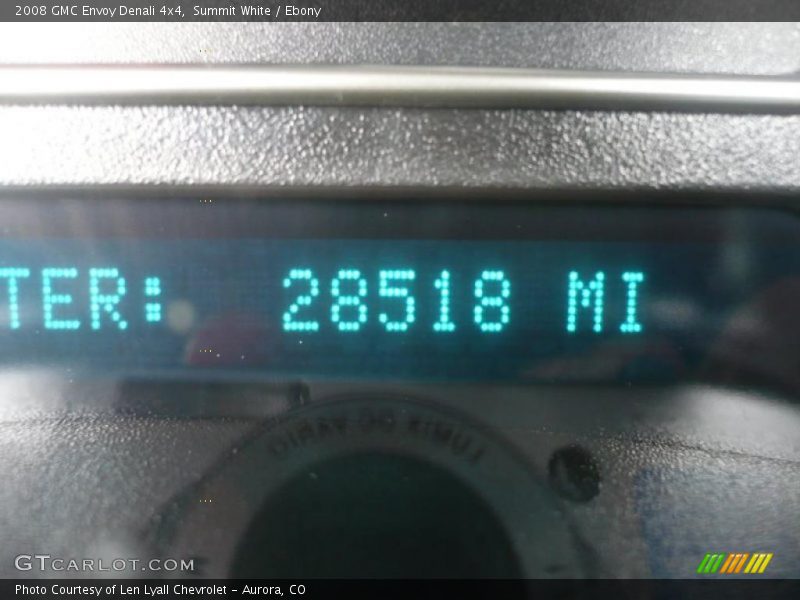 2008 GMC Envoy Denali 4x4, Summit White / Ebony
TER: 28518 MI
GTCARLOT.COM
Photo Courtesy of Len Lyall Chevrolet – Aurora, CO